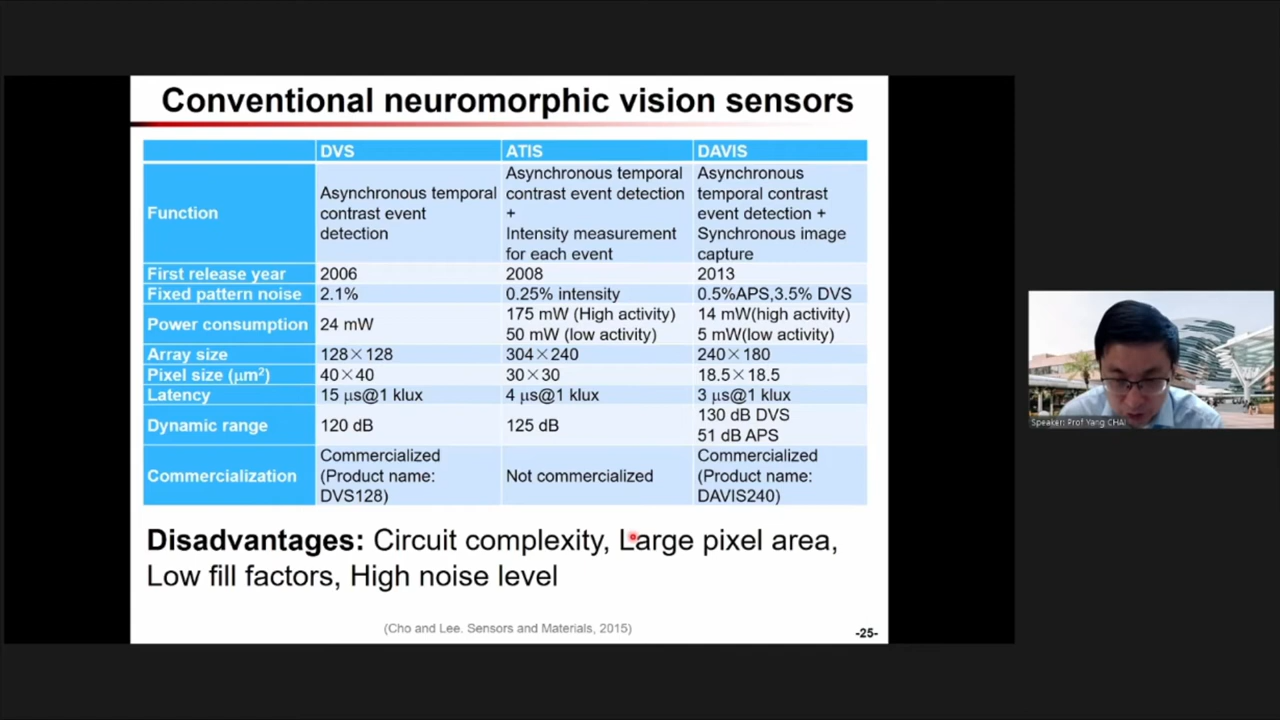 Conventional neuromorphic vision sensors
DVS ATIS DAVIS
Function
Asynchronous temporal
contrast event
detection
Asynchronous temporal
contrast event detection
+
Intensity measurement
for each event
Asynchronous
temporal contrast
event detection +
Synchronous image
capture
First release year 2006 2008 2013
Fixed pattern noise 2.1% 0.25% intensity 0.5%APS,3.5% DVS
Power consumption 24 mW
175 mW (High activity)
50 mW (low activity)
14 mW(high activity)
5 mW(low activity)
Array size 128×128 304×240 240×180
Pixel size (μm²) 40×40 30×30 18.5×18.5
Latency 15 μs@1 klux 4 μs@1 klux 3 μs@1 klux
Dynamic range 120 dB 125 dB
130 dB DVS
51 dB APS
Commercialization
Commercialized
(Product name:
DVS128)
Not commercialized
Commercialized
(Product name:
DAVIS240)
Disadvantages: Circuit complexity, Large pixel area,
Low fill factors, High noise level
(Cho and Lee. Sensors and Materials, 2015)
-25-
Speaker: Prof Yang CHAI